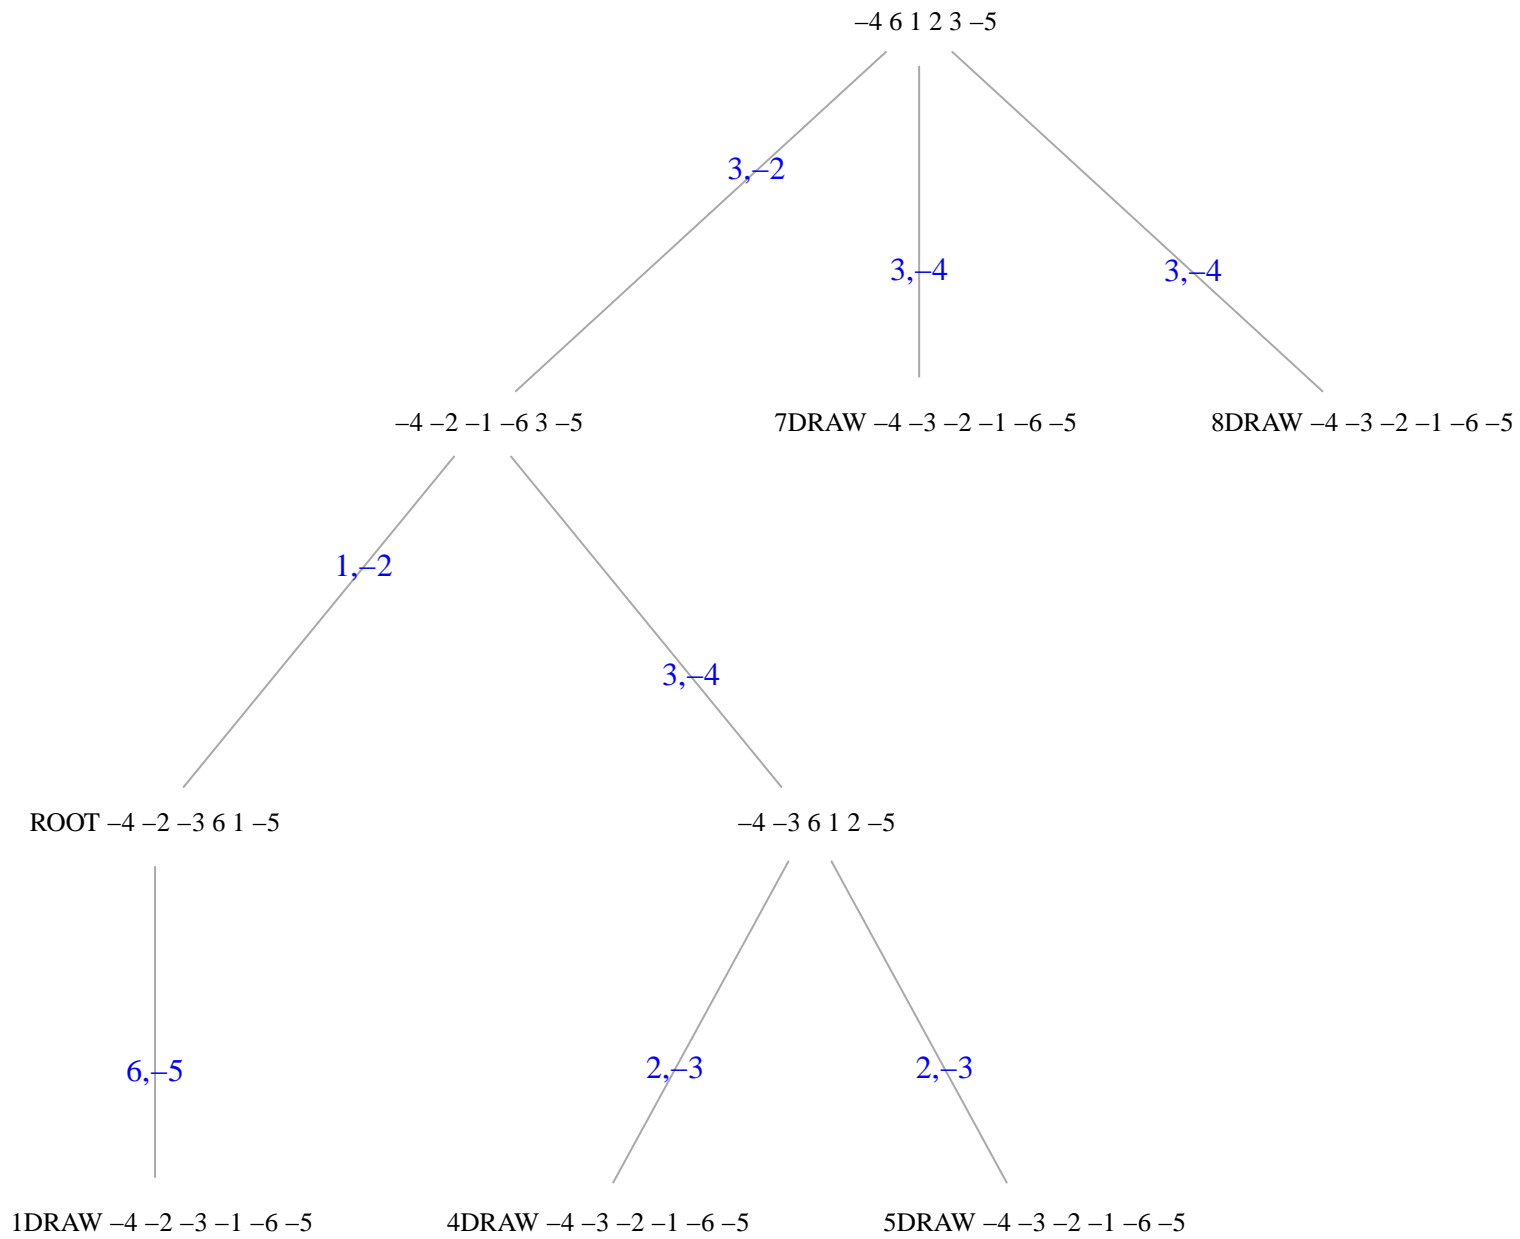 –4 6 1 2 3 –5
3,–2
3,–4
3,–4
–4 –2 –1 –6 3 –5
7DRAW –4 –3 –2 –1 –6 –5
8DRAW –4 –3 –2 –1 –6 –5
1,–2
3,–4
ROOT –4 –2 –3 6 1 –5
–4 –3 6 1 2 –5
6,–5
2,–3
2,–3
1DRAW –4 –2 –3 –1 –6 –5
4DRAW –4 –3 –2 –1 –6 –5
5DRAW –4 –3 –2 –1 –6 –5